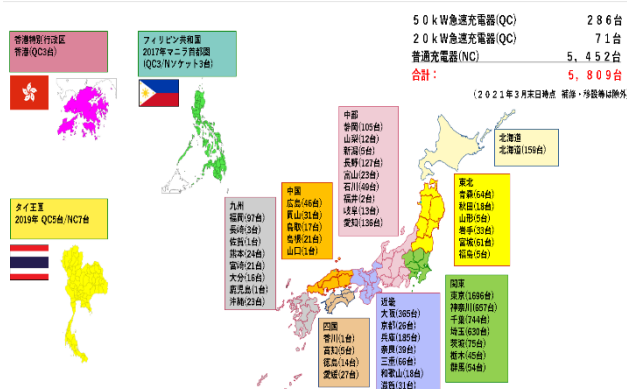 香港特別行政区
香港(QC3台)
フィリピン共和国
2017年マニラ首都圏
(QC3/Nソケット3台)
50kW急速充電器(QC) 286台
20kW急速充電器(QC) 71台
普通充電器(NC) 5,452台
合計: 5,809台
(2021年3月末日時点 補修・移設等は除外
タイ王国
2019年 QC5台/NC7台
中部
静岡(105台)
山梨(12台)
新潟(5台)
長野(127台)
富山(23台)
石川(49台)
福井(2台)
岐阜(13台)
愛知(136台)
北海道
北海道(159台)
東北
青森(64台)
秋田(18台)
山形(5台)
岩手(33台)
宮城(61台)
福島(5台)
九州
福岡(97台)
長崎(3台)
佐賀(1台)
熊本(24台)
宮崎(21台)
大分(16台)
鹿児島(1台)
沖縄(23台)
中国
広島(46台)
岡山(31台)
鳥取(17台)
島根(21台)
山口(1台)
四国
香川(1台)
高知(5台)
徳島(14台)
愛媛(27台)
近畿
大阪(365台)
京都(26台)
兵庫(185台)
奈良(39台)
三重(66台)
和歌山(18台)
滋賀(31台)
関東
東京(1696台)
神奈川(657台)
千葉(744台)
埼玉(630台)
茨城(75台)
栃木(45台)
群馬(54台)